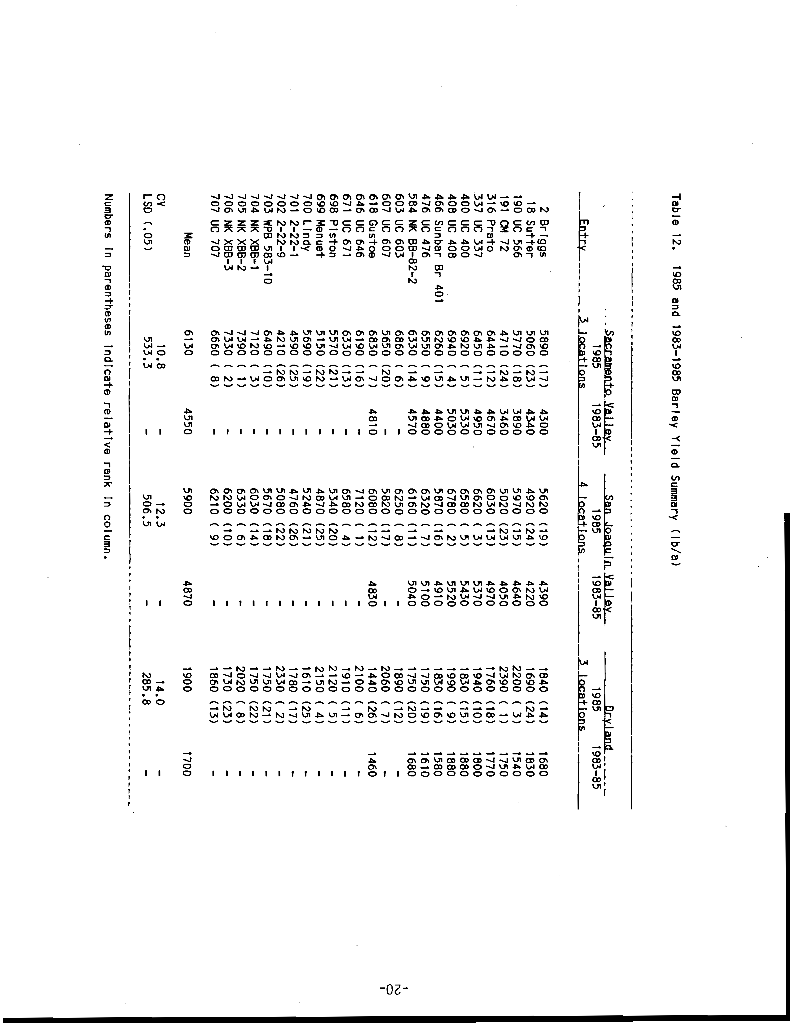 Table 12. 1985 and 1983-1985 Barley Yield Summary (lb/a)
Sacramento Valley San Joaquin Valley Dryland
1985 1983-85 1985 1983-85 1985 1983-85
Entry 3 locations 4 locations 3 locations
2 Briggs 5890 (17) 4300 5620 (19) 4390 1840 (14) 1680
18 Sutter 5060 (23) 4340 4920 (24) 4220 1690 (24) 1830
190 UC 566 5770 (18) 3890 5970 (15) 4640 2200 ( 3) 1540
191 CM 72 4710 (24) 3460 5020 (23) 4050 2390 ( 1) 1750
316 Prato 6440 (12) 4670 6030 (13) 4970 1760 (18) 1770
337 UC 337 6450 (11) 4950 6620 ( 3) 5370 1940 (10) 1800
400 UC 400 6920 ( 5) 5330 6580 ( 5) 5430 1830 (15) 1880
408 UC 408 6940 ( 4) 5030 6780 ( 2) 5520 1990 ( 9) 1880
466 Sunbar Br 401 6260 (15) 4400 5870 (16) 4910 1830 (16) 1580
476 UC 476 6550 ( 9) 4880 6320 ( 7) 5100 1750 (19) 1610
584 NK BB-82-2 6330 (14) 4570 6160 (11) 5040 1750 (20) 1680
603 UC 603 6860 ( 6) - 6250 ( 8) - 1890 (12) -
607 UC 607 5650 (20) - 5820 (17) - 2060 ( 7) -
618 Gustoe 6830 ( 7) 4810 6080 (12) 4830 1440 (26) 1460
646 UC 646 6190 (16) - 7120 ( 1) - 2100 ( 6) -
671 UC 671 6330 (13) - 6580 ( 4) - 1910 (11) -
698 Piston 5570 (21) - 5340 (20) - 2120 ( 5) -
699 Menuet 5150 (22) - 4870 (25) - 2150 ( 4) -
700 Lindy 5690 (19) - 5240 (21) - 1610 (25) -
701 2-22-1 4590 (25) - 4760 (26) - 1780 (17) -
702 2-22-9 4210 (26) - 5080 (22) - 2330 ( 2) -
703 WPB 583-10 6490 (10) - 5670 (18) - 1750 (21) -
704 NK XBB-1 7120 ( 3) - 6030 (14) - 1750 (22) -
705 NK XBB-2 7390 ( 1) - 6330 ( 6) - 2020 ( 8) -
706 NK XBB-3 7330 ( 2) - 6200 (10) - 1730 (23) -
707 UC 707 6660 ( 8) - 6210 ( 9) - 1860 (13) -
Mean 6130 4550 5900 4870 1900 1700
CV 10.8 - 12.3 - 14.0 -
LSD (.05) 533.3 - 506.5 - 285.8 -
Numbers in parentheses indicate relative rank in column.
-20-